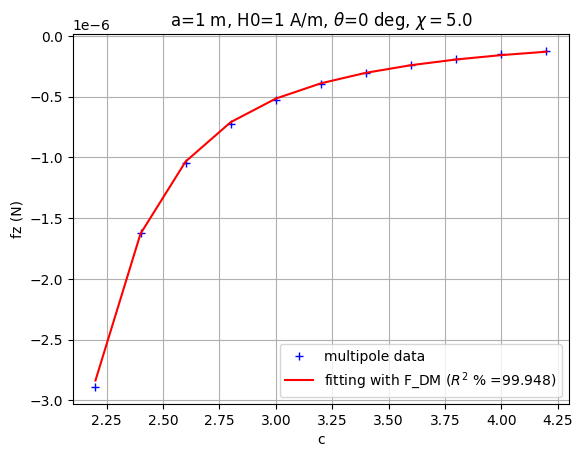 a=1 m, H0=1 A/m, θ=0 deg, χ = 5.0
1e−6
0.0
−0.5
−1.0
−1.5
−2.0
−2.5
−3.0
fz (N)
multipole data
fitting with F_DM (R² % =99.948)
2.25 2.50 2.75 3.00 3.25 3.50 3.75 4.00 4.25
c